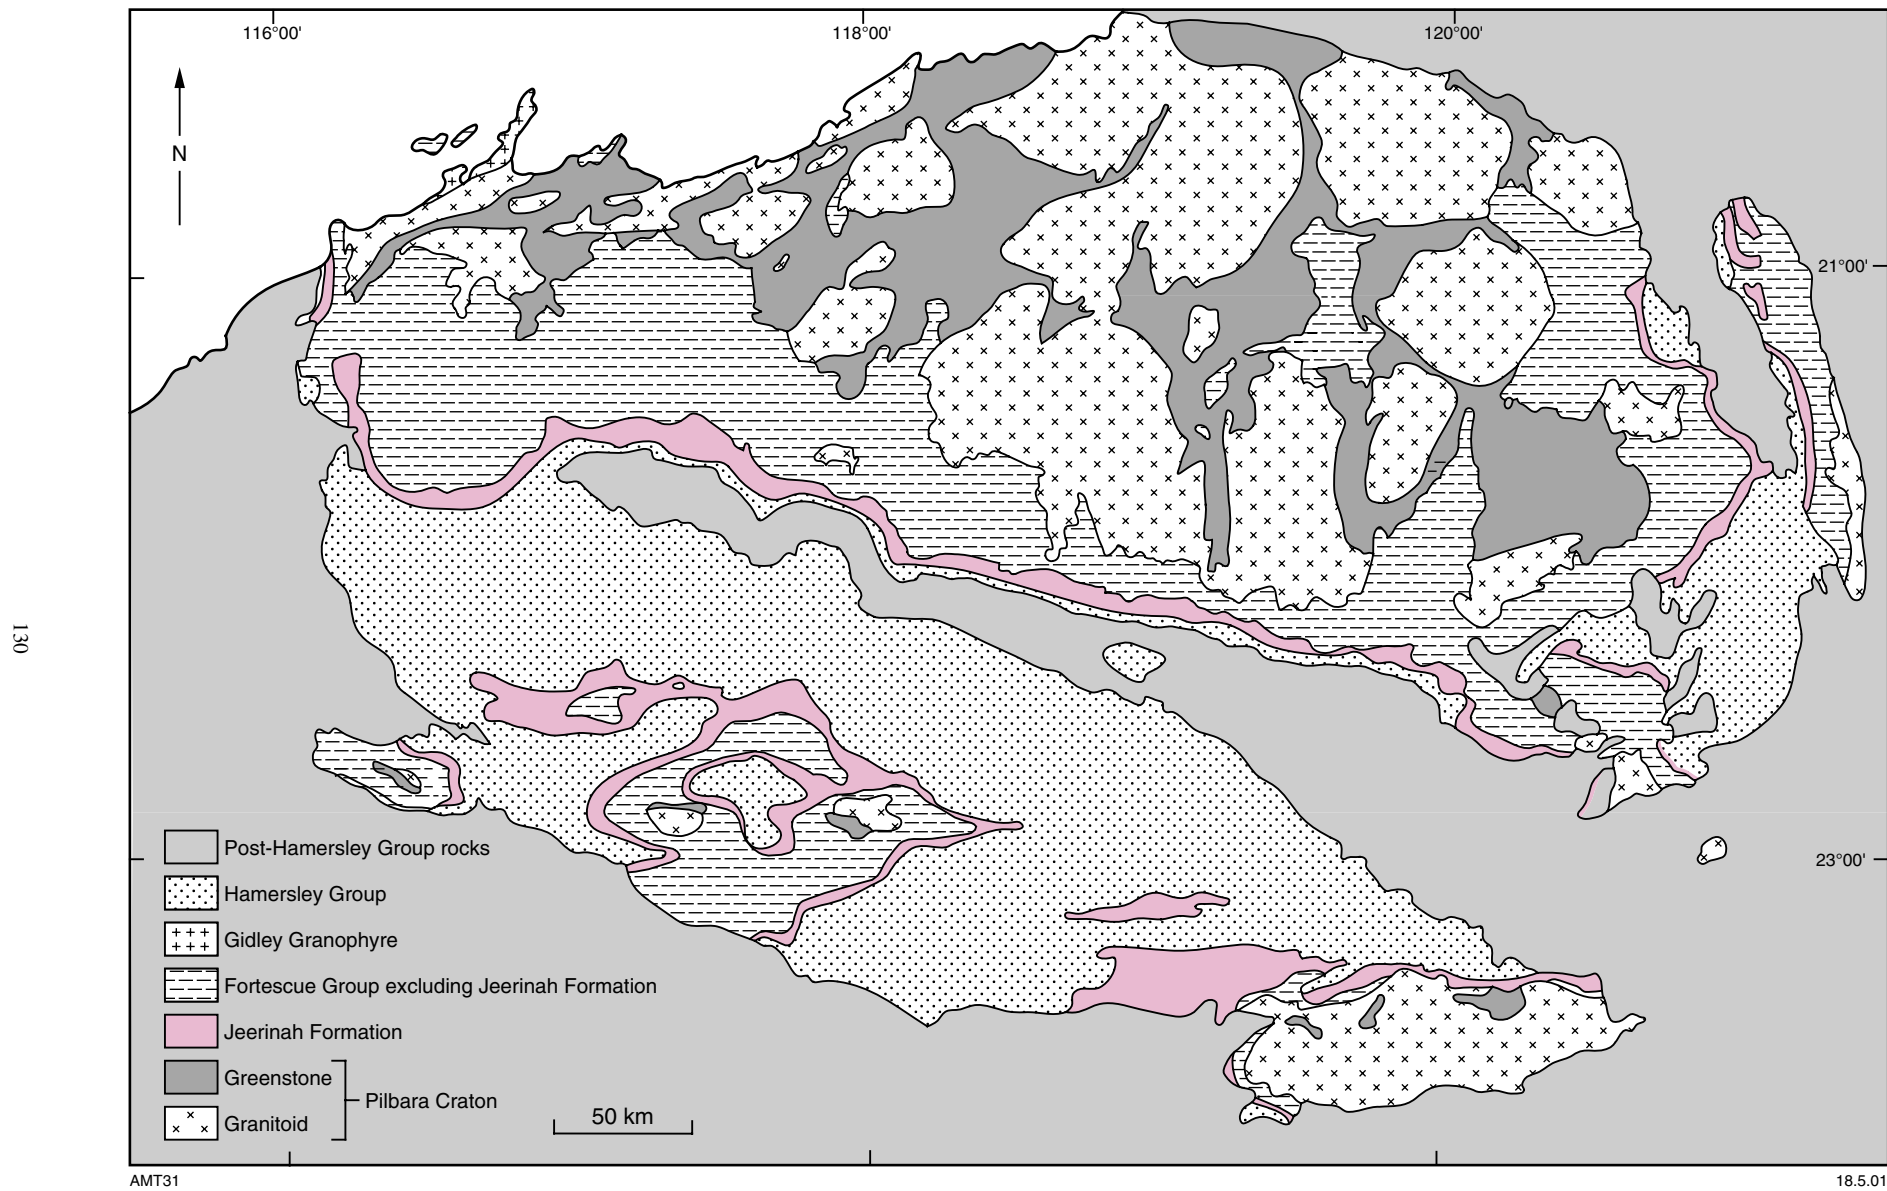 116°00'
118°00'
120°00'
N
21°00'
130
23°00'
Post-Hamersley Group rocks
Hamersley Group
Gidley Granophyre
Fortescue Group excluding Jeerinah Formation
Jeerinah Formation
Greenstone
Pilbara Craton
Granitoid
50 km
AMT31
18.5.01